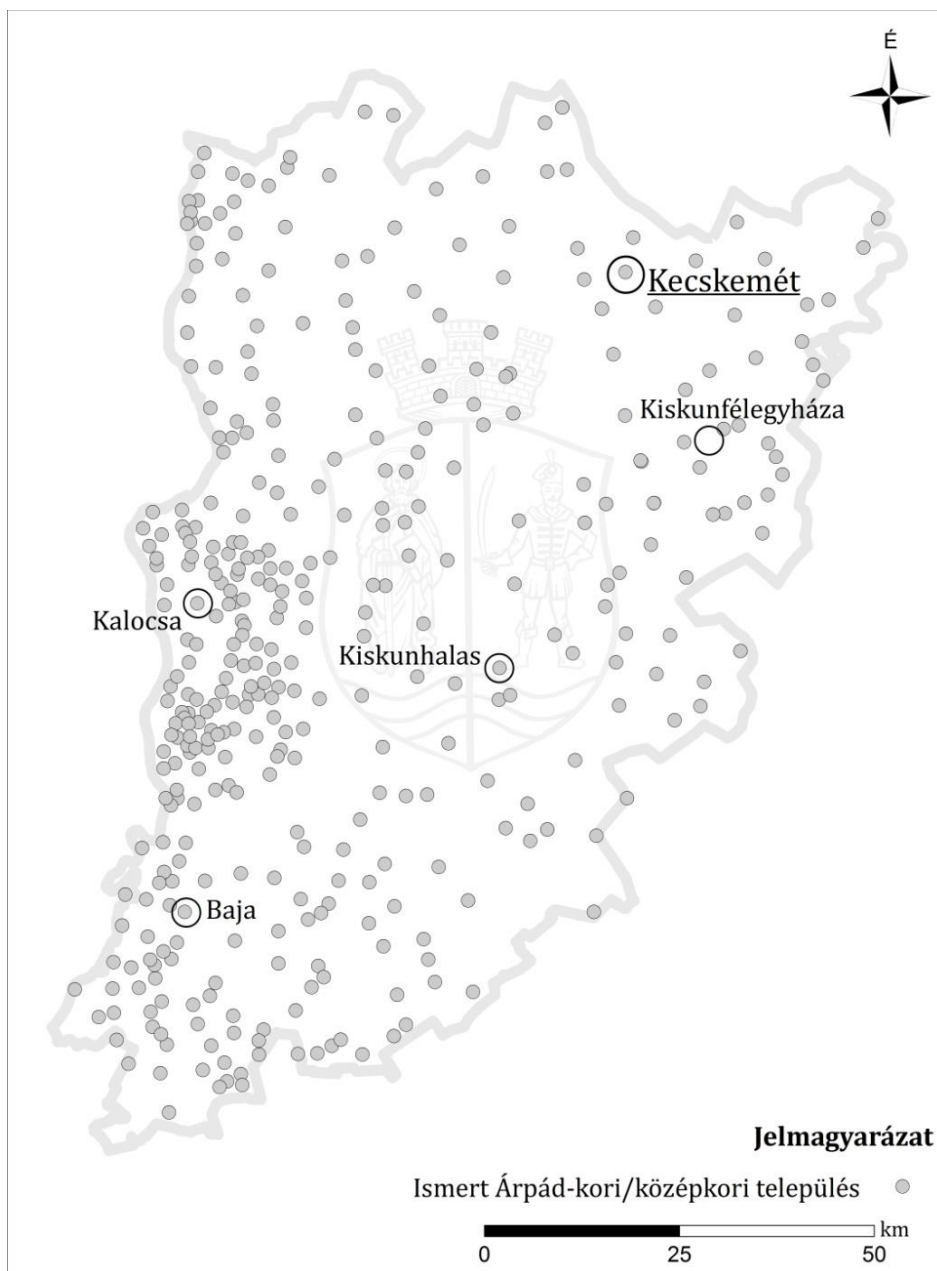 É
Kecskemét
Kiskunfélegyháza
Kalocsa
Kiskunhalas
Baja
Jelmagyarázat
Ismert Árpád-kori/középkori település
km
0 25 50